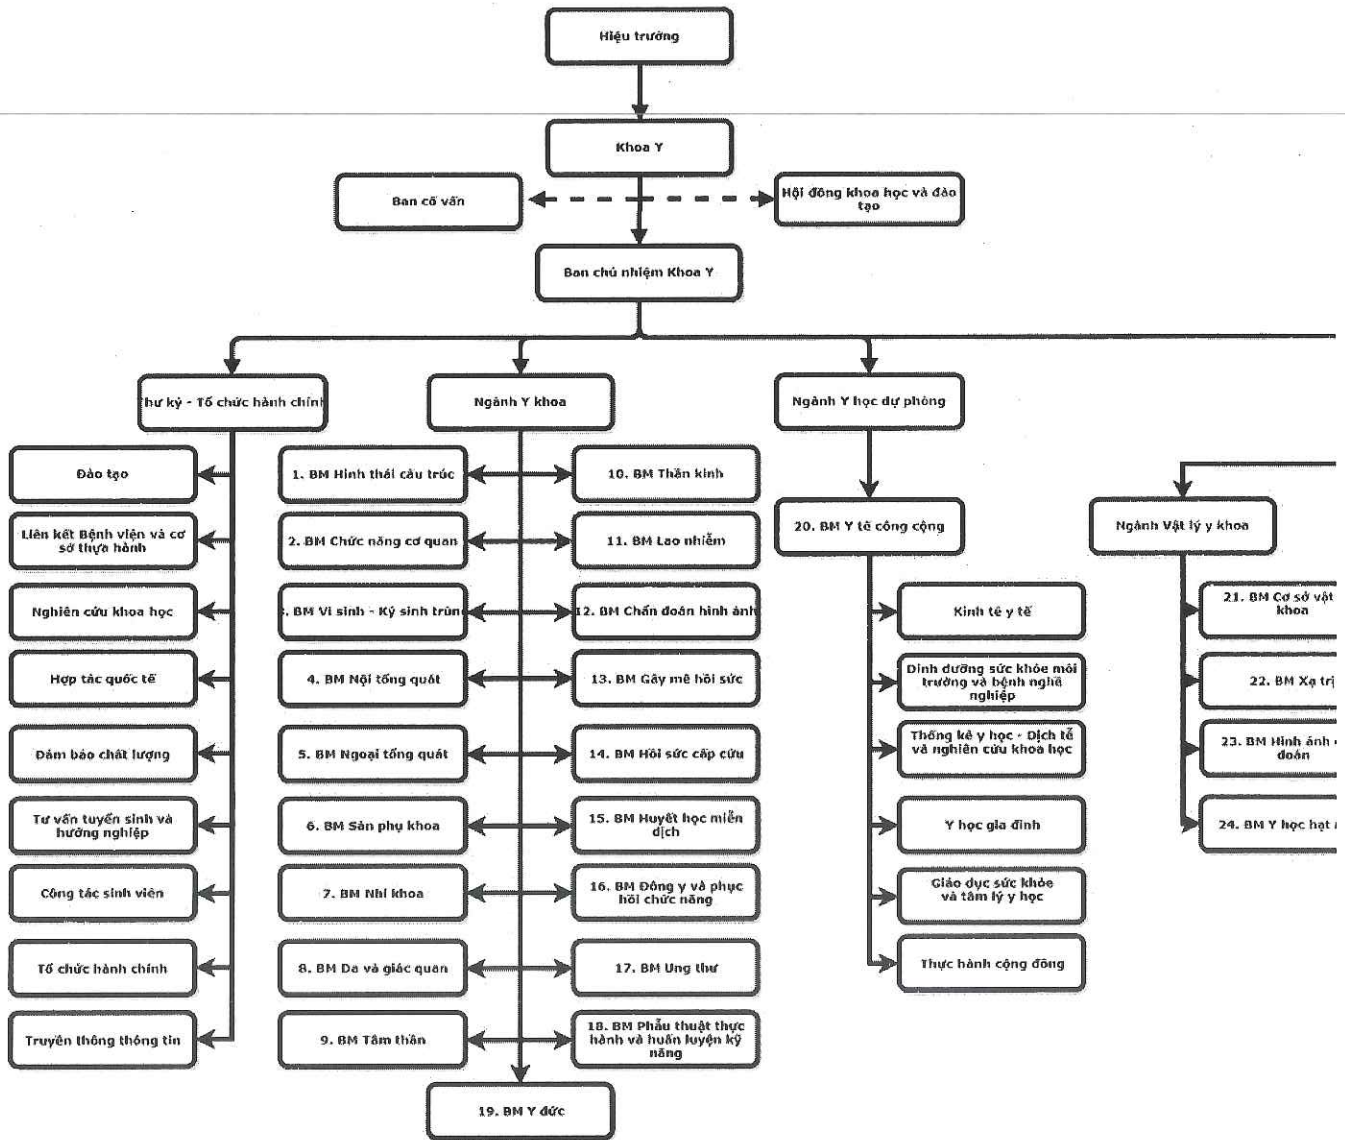 Hiệu trưởng
Khoa Y
Ban cố vấn
Hội đồng khoa học và đào
tạo
Ban chủ nhiệm Khoa Y
hư ký - Tổ chức hành chính
Ngành Y khoa
Ngành Y học dự phòng
Đào tạo
1. BM Hình thái cấu trúc
10. BM Thần kinh
20. BM Y tế công cộng
Ngành Vật lý y khoa
Liên kết Bệnh viện và cơ
sở thựa hành
2. BM Chức năng cơ quan
11. BM Lao nhiễm
Nghiên cứu khoa học
. BM Vi sinh - Ký sinh trùng
12. BM Chẩn đoán hình ảnh
Kinh tế y tế
21. BM Cơ sở vật
khoa
Hợp tác quốc tế
4. BM Nội tổng quát
13. BM Gây mê hồi sức
Dinh dưỡng sức khỏe môi
trường và bệnh nghề
nghiệp
22. BM Xạ trị
Đảm bảo chất lượng
5. BM Ngoại tổng quát
14. BM Hồi sức cấp cứu
Thống kê y học - Dịch tễ
và nghiên cứu khoa học
23. BM Hình ảnh
đoán
Tư vấn tuyển sinh và
hướng nghiệp
6. BM Sản phụ khoa
15. BM Huyết học miễn
dịch
Y học gia đình
24. BM Y học hạt
Công tác sinh viên
7. BM Nhi khoa
16. BM Đông y và phục
hồi chức năng
Giáo dục sức khỏe
và tâm lý y học
Tổ chức hành chính
8. BM Da và giác quan
17. BM Ung thư
Thực hành cộng đồng
Truyền thông thông tin
9. BM Tâm thần
18. BM Phẫu thuật thực
hành và huấn luyện kỹ
năng
19. BM Y đức